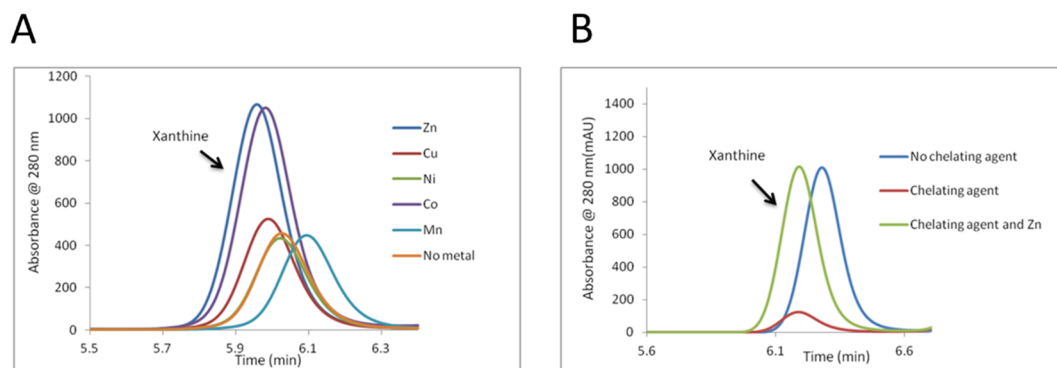 A
1200
1000
800
600
400
200
0
Absorbance @ 280 nm
Xanthine
Zn
Cu
Ni
Co
Mn
No metal
5.5 5.7 5.9 6.1 6.3
Time (min)
B
1400
1200
1000
800
600
400
200
0
Absorbance @ 280 nm(mAU)
Xanthine
No chelating agent
Chelating agent
Chelating agent and Zn
5.6 6.1 6.6
Time (min)